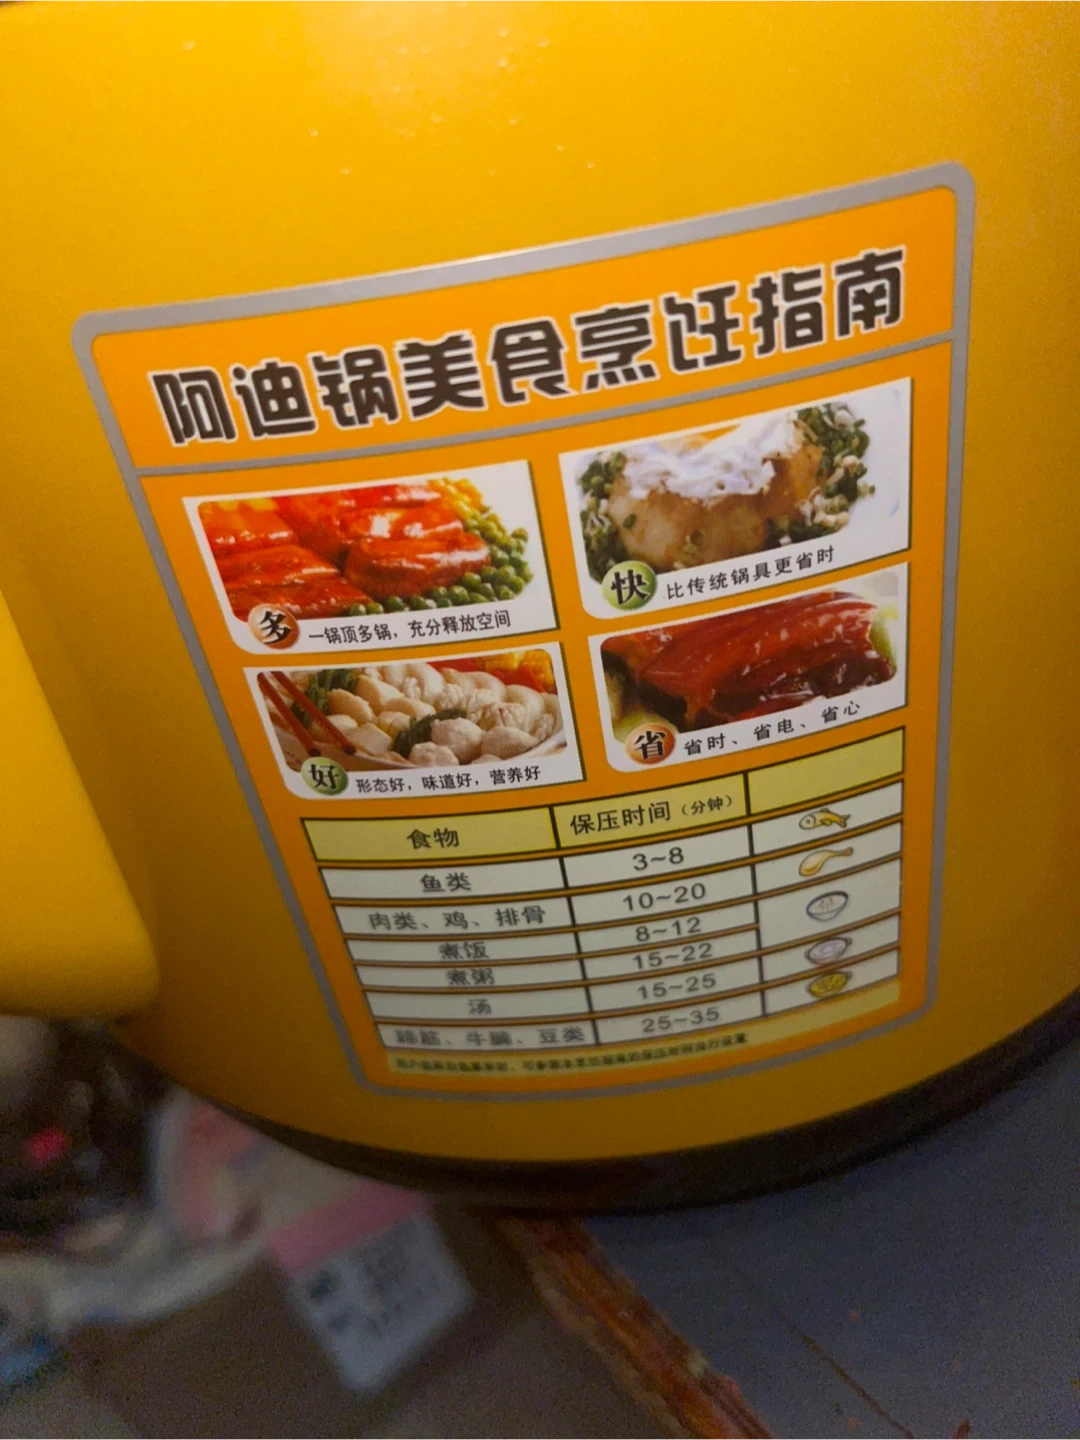 阿迪锅美食烹饪指南
多 一锅顶多锅，充分释放空间
快 比传统锅具更省时
好 形态好，味道好，营养好
省 省时、省电、省心
食物 保压时间（分钟）
鱼类 3~8
肉类、鸡、排骨 10~20
煮饭 8~12
煮粥 15~22
汤 15~25
蹄筋、牛腩、豆类 25~35